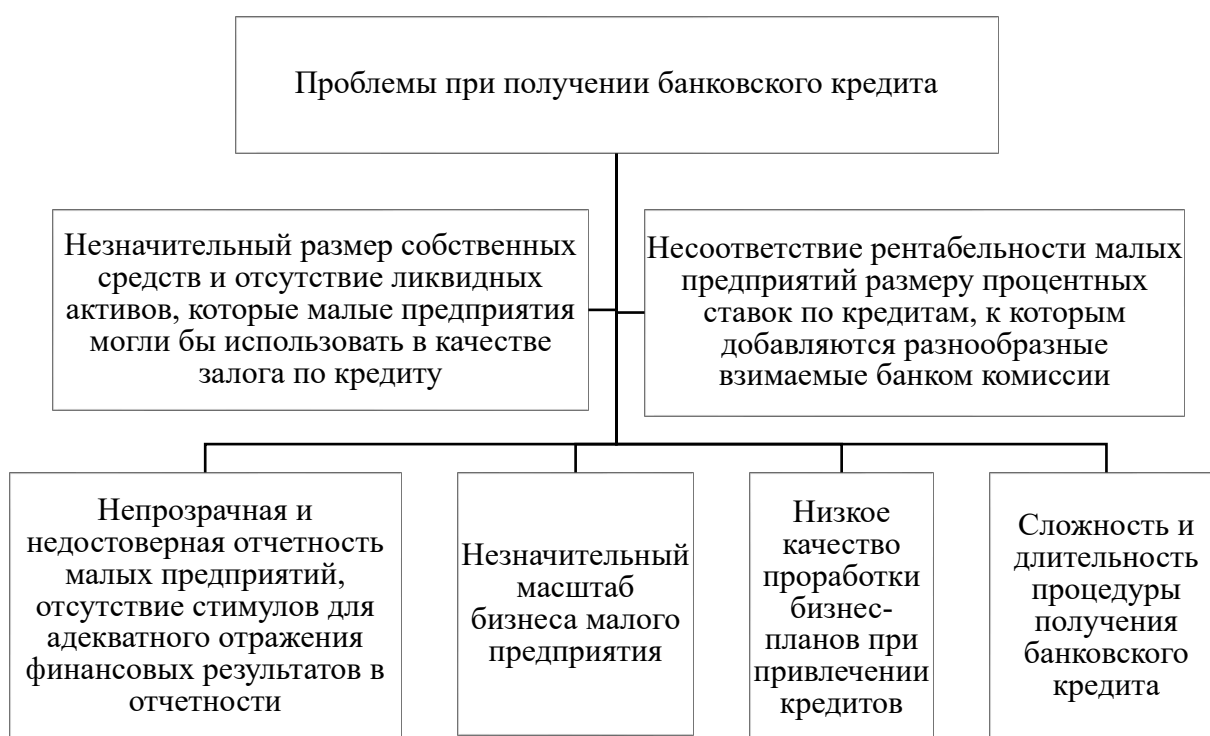 Проблемы при получении банковского кредита
Незначительный размер собственных
средств и отсутствие ликвидных
активов, которые малые предприятия
могли бы использовать в качестве
залога по кредиту
Несоответствие рентабельности малых
предприятий размеру процентных
ставок по кредитам, к которым
добавляются разнообразные
взимаемые банком комиссии
Непрозрачная и
недостоверная отчетность
малых предприятий,
отсутствие стимулов для
адекватного отражения
финансовых результатов в
отчетности
Незначительный
масштаб
бизнеса малого
предприятия
Низкое
качество
проработки
бизнес-
планов при
привлечении
кредитов
Сложность и
длительность
процедуры
получения
банковского
кредита